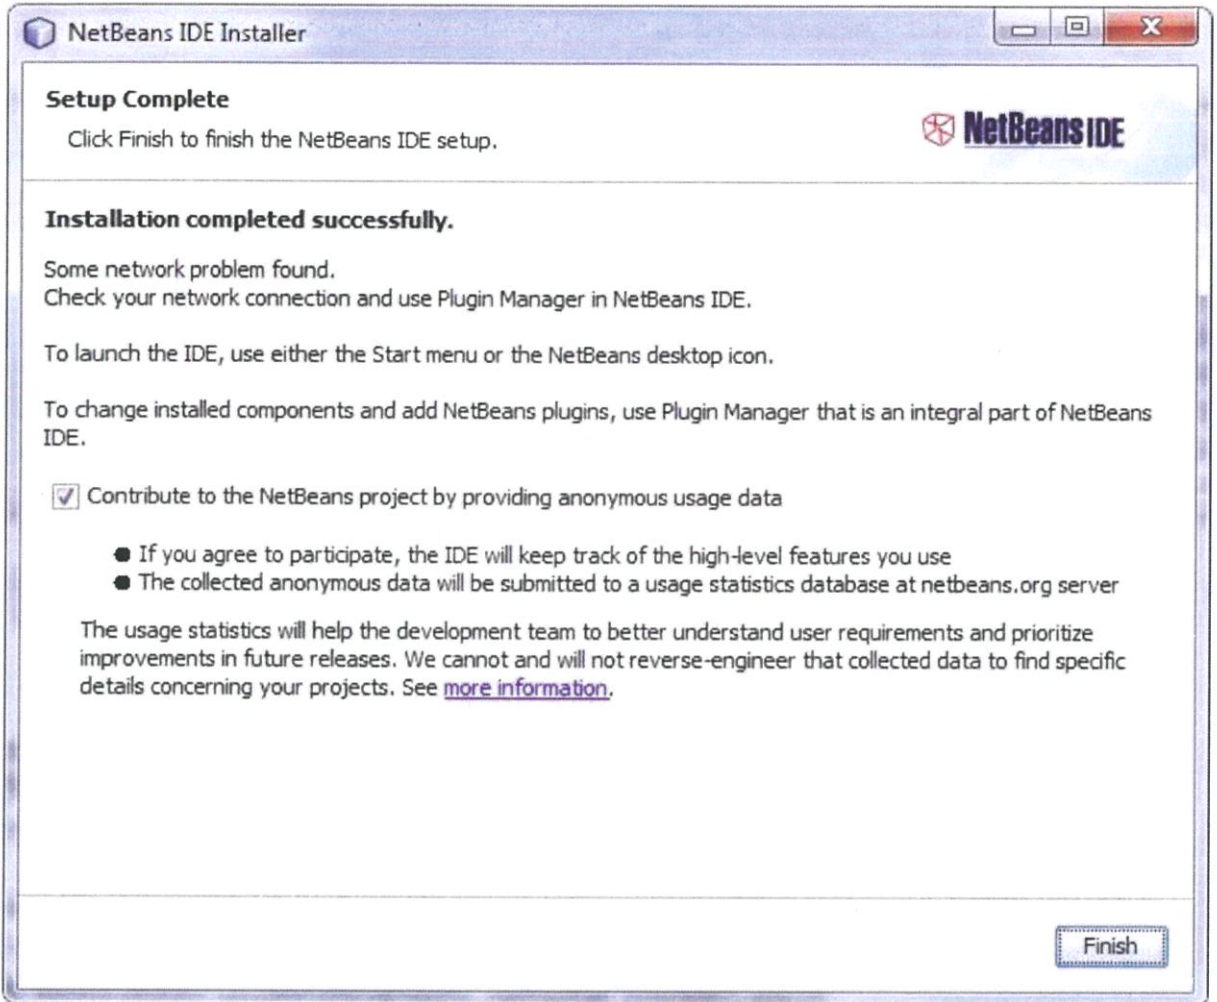 NetBeans IDE Installer
Setup Complete
Click Finish to finish the NetBeans IDE setup.
NetBeans IDE
Installation completed successfully.
Some network problem found.
Check your network connection and use Plugin Manager in NetBeans IDE.
To launch the IDE, use either the Start menu or the NetBeans desktop icon.
To change installed components and add NetBeans plugins, use Plugin Manager that is an integral part of NetBeans
IDE.
Contribute to the NetBeans project by providing anonymous usage data
● If you agree to participate, the IDE will keep track of the high-level features you use
● The collected anonymous data will be submitted to a usage statistics database at netbeans.org server
The usage statistics will help the development team to better understand user requirements and prioritize
improvements in future releases. We cannot and will not reverse-engineer that collected data to find specific
details concerning your projects. See more information.
Finish